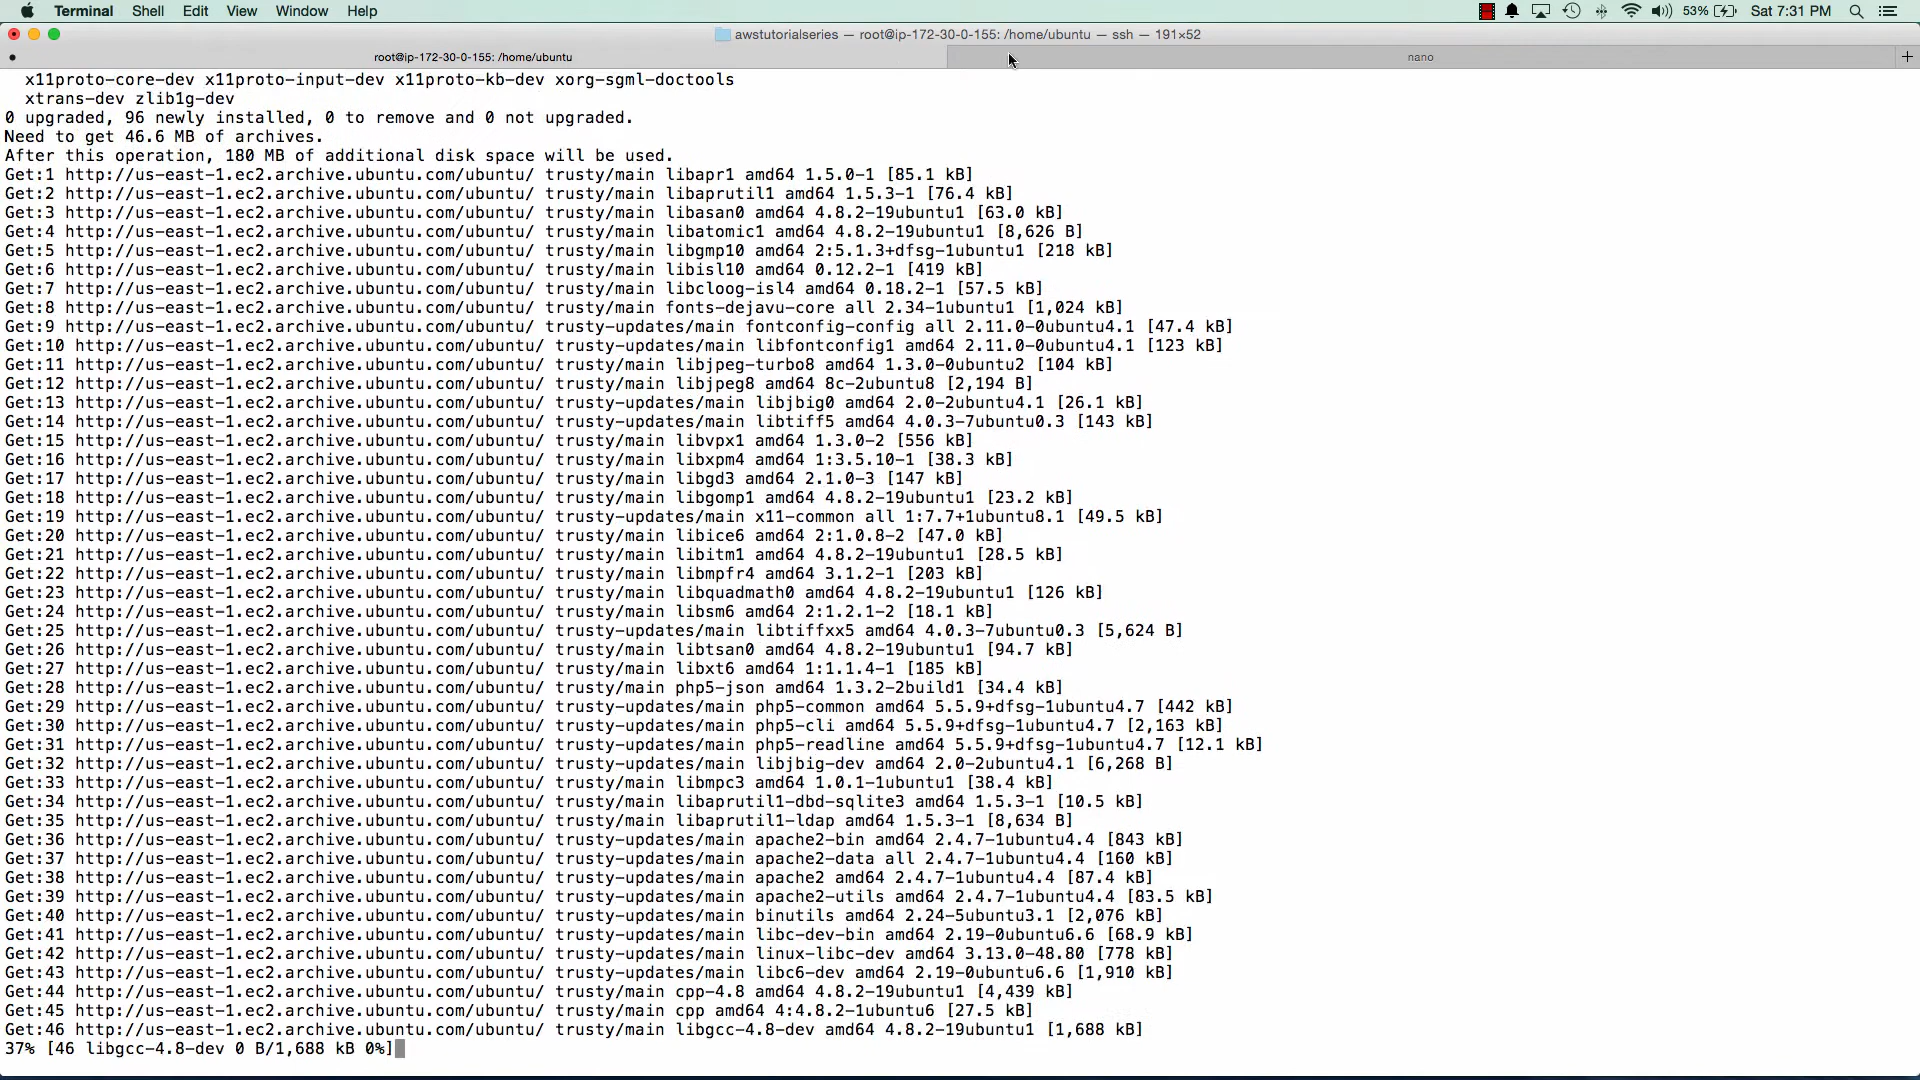 Terminal Shell Edit View Window Help 53% Sat 7:31 PM
awstutorialseries — root@ip-172-30-0-155: /home/ubuntu — ssh — 191×52
root@ip-172-30-0-155: /home/ubuntu nano +
x11proto-core-dev x11proto-input-dev x11proto-kb-dev xorg-sgml-doctools
xtrans-dev zlib1g-dev
0 upgraded, 96 newly installed, 0 to remove and 0 not upgraded.
Need to get 46.6 MB of archives.
After this operation, 180 MB of additional disk space will be used.
Get:1 http://us-east-1.ec2.archive.ubuntu.com/ubuntu/ trusty/main libapr1 amd64 1.5.0-1 [85.1 kB]
Get:2 http://us-east-1.ec2.archive.ubuntu.com/ubuntu/ trusty/main libaprutil1 amd64 1.5.3-1 [76.4 kB]
Get:3 http://us-east-1.ec2.archive.ubuntu.com/ubuntu/ trusty/main libasan0 amd64 4.8.2-19ubuntu1 [63.0 kB]
Get:4 http://us-east-1.ec2.archive.ubuntu.com/ubuntu/ trusty/main libatomic1 amd64 4.8.2-19ubuntu1 [8,626 B]
Get:5 http://us-east-1.ec2.archive.ubuntu.com/ubuntu/ trusty/main libgmp10 amd64 2:5.1.3+dfsg-1ubuntu1 [218 kB]
Get:6 http://us-east-1.ec2.archive.ubuntu.com/ubuntu/ trusty/main libisl10 amd64 0.12.2-1 [419 kB]
Get:7 http://us-east-1.ec2.archive.ubuntu.com/ubuntu/ trusty/main libcloog-isl4 amd64 0.18.2-1 [57.5 kB]
Get:8 http://us-east-1.ec2.archive.ubuntu.com/ubuntu/ trusty/main fonts-dejavu-core all 2.34-1ubuntu1 [1,024 kB]
Get:9 http://us-east-1.ec2.archive.ubuntu.com/ubuntu/ trusty-updates/main fontconfig-config all 2.11.0-0ubuntu4.1 [47.4 kB]
Get:10 http://us-east-1.ec2.archive.ubuntu.com/ubuntu/ trusty-updates/main libfontconfig1 amd64 2.11.0-0ubuntu4.1 [123 kB]
Get:11 http://us-east-1.ec2.archive.ubuntu.com/ubuntu/ trusty/main libjpeg-turbo8 amd64 1.3.0-0ubuntu2 [104 kB]
Get:12 http://us-east-1.ec2.archive.ubuntu.com/ubuntu/ trusty/main libjpeg8 amd64 8c-2ubuntu8 [2,194 B]
Get:13 http://us-east-1.ec2.archive.ubuntu.com/ubuntu/ trusty-updates/main libjbig0 amd64 2.0-2ubuntu4.1 [26.1 kB]
Get:14 http://us-east-1.ec2.archive.ubuntu.com/ubuntu/ trusty-updates/main libtiff5 amd64 4.0.3-7ubuntu0.3 [143 kB]
Get:15 http://us-east-1.ec2.archive.ubuntu.com/ubuntu/ trusty/main libvpx1 amd64 1.3.0-2 [556 kB]
Get:16 http://us-east-1.ec2.archive.ubuntu.com/ubuntu/ trusty/main libxpm4 amd64 1:3.5.10-1 [38.3 kB]
Get:17 http://us-east-1.ec2.archive.ubuntu.com/ubuntu/ trusty/main libgd3 amd64 2.1.0-3 [147 kB]
Get:18 http://us-east-1.ec2.archive.ubuntu.com/ubuntu/ trusty/main libgomp1 amd64 4.8.2-19ubuntu1 [23.2 kB]
Get:19 http://us-east-1.ec2.archive.ubuntu.com/ubuntu/ trusty-updates/main x11-common all 1:7.7+1ubuntu8.1 [49.5 kB]
Get:20 http://us-east-1.ec2.archive.ubuntu.com/ubuntu/ trusty/main libice6 amd64 2:1.0.8-2 [47.0 kB]
Get:21 http://us-east-1.ec2.archive.ubuntu.com/ubuntu/ trusty/main libitm1 amd64 4.8.2-19ubuntu1 [28.5 kB]
Get:22 http://us-east-1.ec2.archive.ubuntu.com/ubuntu/ trusty/main libmpfr4 amd64 3.1.2-1 [203 kB]
Get:23 http://us-east-1.ec2.archive.ubuntu.com/ubuntu/ trusty/main libquadmath0 amd64 4.8.2-19ubuntu1 [126 kB]
Get:24 http://us-east-1.ec2.archive.ubuntu.com/ubuntu/ trusty/main libsm6 amd64 2:1.2.1-2 [18.1 kB]
Get:25 http://us-east-1.ec2.archive.ubuntu.com/ubuntu/ trusty-updates/main libtiffxx5 amd64 4.0.3-7ubuntu0.3 [5,624 B]
Get:26 http://us-east-1.ec2.archive.ubuntu.com/ubuntu/ trusty/main libtsan0 amd64 4.8.2-19ubuntu1 [94.7 kB]
Get:27 http://us-east-1.ec2.archive.ubuntu.com/ubuntu/ trusty/main libxt6 amd64 1:1.1.4-1 [185 kB]
Get:28 http://us-east-1.ec2.archive.ubuntu.com/ubuntu/ trusty/main php5-json amd64 1.3.2-2build1 [34.4 kB]
Get:29 http://us-east-1.ec2.archive.ubuntu.com/ubuntu/ trusty-updates/main php5-common amd64 5.5.9+dfsg-1ubuntu4.7 [442 kB]
Get:30 http://us-east-1.ec2.archive.ubuntu.com/ubuntu/ trusty-updates/main php5-cli amd64 5.5.9+dfsg-1ubuntu4.7 [2,163 kB]
Get:31 http://us-east-1.ec2.archive.ubuntu.com/ubuntu/ trusty-updates/main php5-readline amd64 5.5.9+dfsg-1ubuntu4.7 [12.1 kB]
Get:32 http://us-east-1.ec2.archive.ubuntu.com/ubuntu/ trusty-updates/main libjbig-dev amd64 2.0-2ubuntu4.1 [6,268 B]
Get:33 http://us-east-1.ec2.archive.ubuntu.com/ubuntu/ trusty/main libmpc3 amd64 1.0.1-1ubuntu1 [38.4 kB]
Get:34 http://us-east-1.ec2.archive.ubuntu.com/ubuntu/ trusty/main libaprutil1-dbd-sqlite3 amd64 1.5.3-1 [10.5 kB]
Get:35 http://us-east-1.ec2.archive.ubuntu.com/ubuntu/ trusty/main libaprutil1-ldap amd64 1.5.3-1 [8,634 B]
Get:36 http://us-east-1.ec2.archive.ubuntu.com/ubuntu/ trusty-updates/main apache2-bin amd64 2.4.7-1ubuntu4.4 [843 kB]
Get:37 http://us-east-1.ec2.archive.ubuntu.com/ubuntu/ trusty-updates/main apache2-data all 2.4.7-1ubuntu4.4 [160 kB]
Get:38 http://us-east-1.ec2.archive.ubuntu.com/ubuntu/ trusty-updates/main apache2 amd64 2.4.7-1ubuntu4.4 [87.4 kB]
Get:39 http://us-east-1.ec2.archive.ubuntu.com/ubuntu/ trusty-updates/main apache2-utils amd64 2.4.7-1ubuntu4.4 [83.5 kB]
Get:40 http://us-east-1.ec2.archive.ubuntu.com/ubuntu/ trusty-updates/main binutils amd64 2.24-5ubuntu3.1 [2,076 kB]
Get:41 http://us-east-1.ec2.archive.ubuntu.com/ubuntu/ trusty-updates/main libc-dev-bin amd64 2.19-0ubuntu6.6 [68.9 kB]
Get:42 http://us-east-1.ec2.archive.ubuntu.com/ubuntu/ trusty-updates/main linux-libc-dev amd64 3.13.0-48.80 [778 kB]
Get:43 http://us-east-1.ec2.archive.ubuntu.com/ubuntu/ trusty-updates/main libc6-dev amd64 2.19-0ubuntu6.6 [1,910 kB]
Get:44 http://us-east-1.ec2.archive.ubuntu.com/ubuntu/ trusty/main cpp-4.8 amd64 4.8.2-19ubuntu1 [4,439 kB]
Get:45 http://us-east-1.ec2.archive.ubuntu.com/ubuntu/ trusty/main cpp amd64 4:4.8.2-1ubuntu6 [27.5 kB]
Get:46 http://us-east-1.ec2.archive.ubuntu.com/ubuntu/ trusty/main libgcc-4.8-dev amd64 4.8.2-19ubuntu1 [1,688 kB]
37% [46 libgcc-4.8-dev 0 B/1,688 kB 0%]